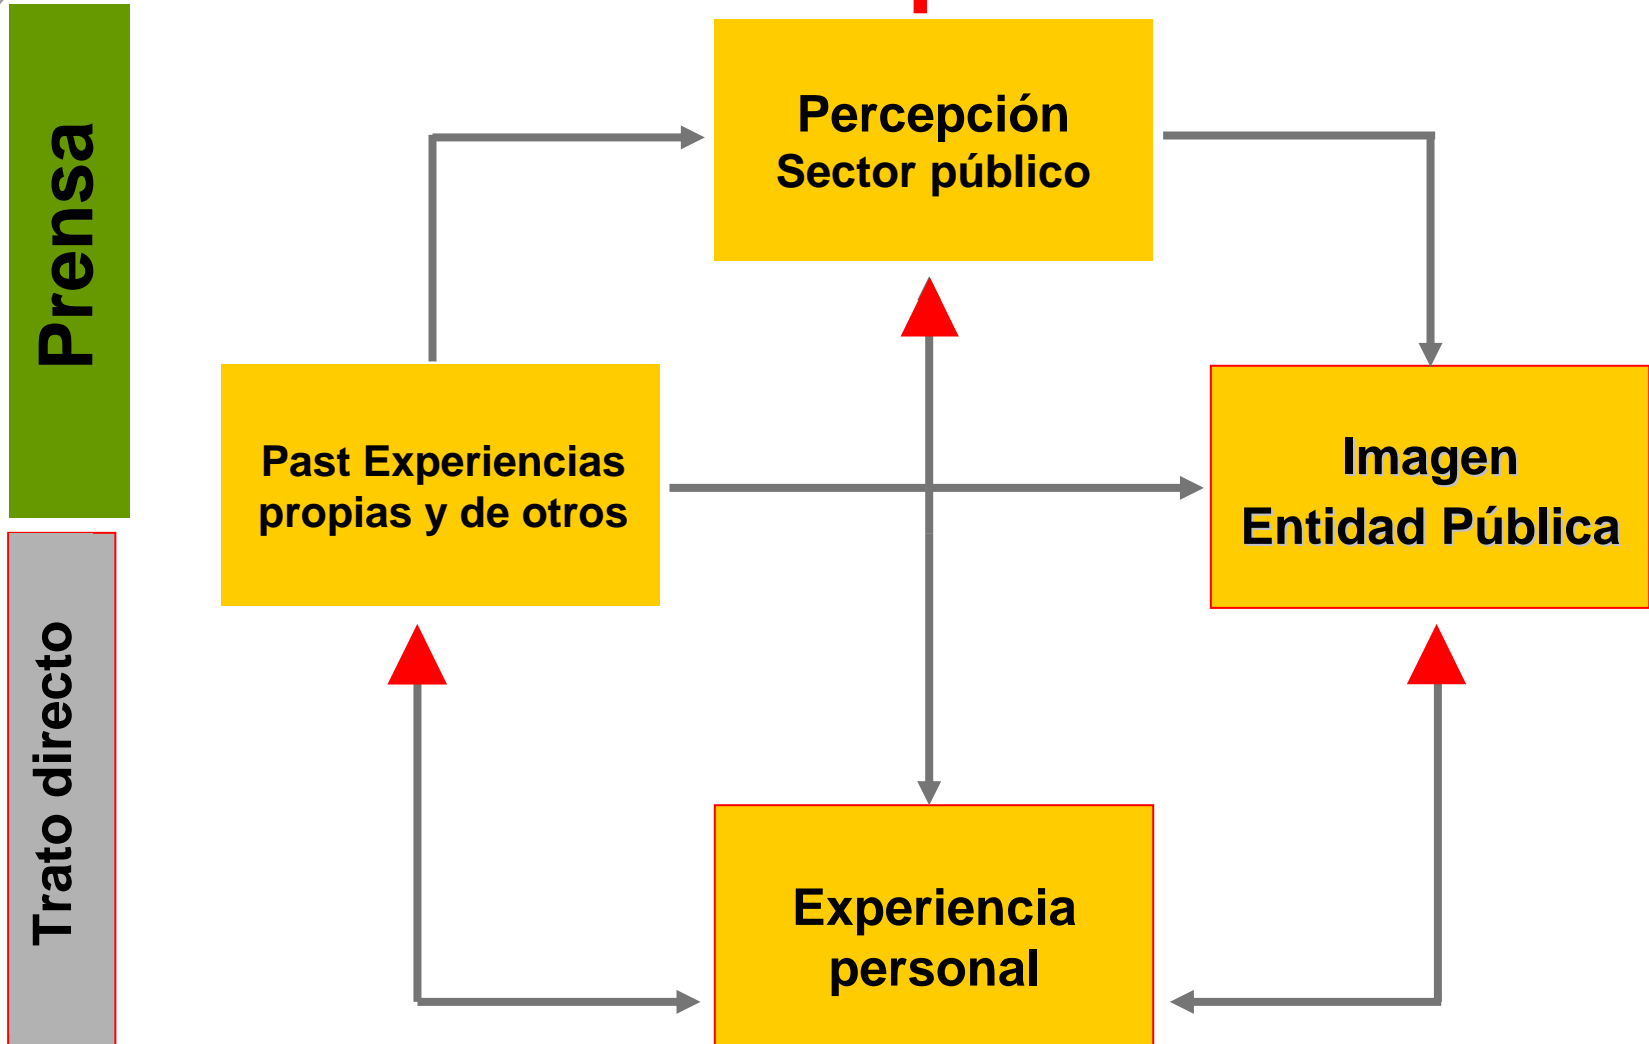 Prensa
Percepción
Sector público
Past Experiencias
propias y de otros
Imagen
Entidad Pública
Trato directo
Experiencia
personal